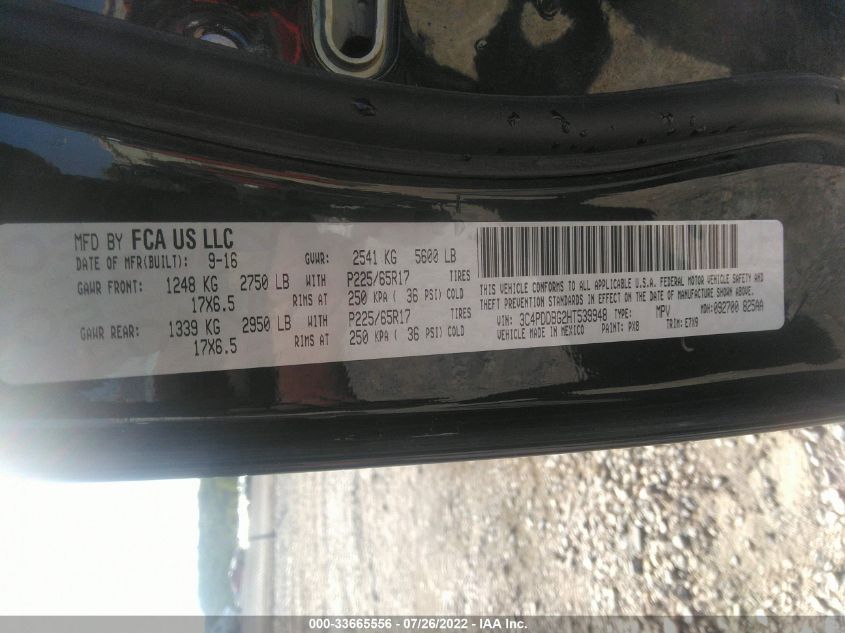 MFD BY FCA US LLC
DATE OF MFR(BUILT): 9-16 GVWR: 2541 KG 5600 LB
GAWR FRONT: 1248 KG 2750 LB WITH P225/65R17 TIRES
17X6.5 RIMS AT 250 KPA ( 36 PSI) COLD
GAWR REAR: 1339 KG 2950 LB WITH P225/65R17 TIRES
17X6.5 RIMS AT 250 KPA ( 36 PSI) COLD
THIS VEHICLE CONFORMS TO ALL APPLICABLE U.S.A. FEDERAL MOTOR VEHICLE SAFETY AND
THEFT PREVENTION STANDARDS IN EFFECT ON THE DATE OF MANUFACTURE SHOWN ABOVE.
VIN: 3C4PDDBG2HT539948 TYPE: MPV MDH: 092700 825AA
VEHICLE MADE IN MEXICO PAINT: PX8 TRIM: E7X9
000-33665556 - 07/26/2022 - IAA Inc.